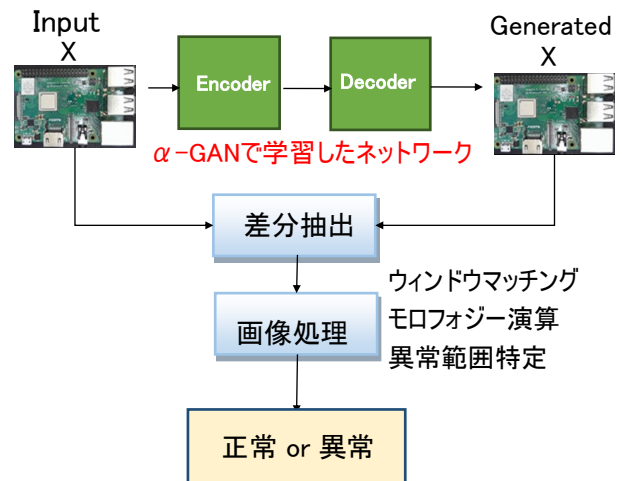 Input
X
Generated
X
Encoder
Decoder
α-GANで学習したネットワーク
差分抽出
画像処理
ウィンドウマッチング
モロフォジー演算
異常範囲特定
正常 or 異常